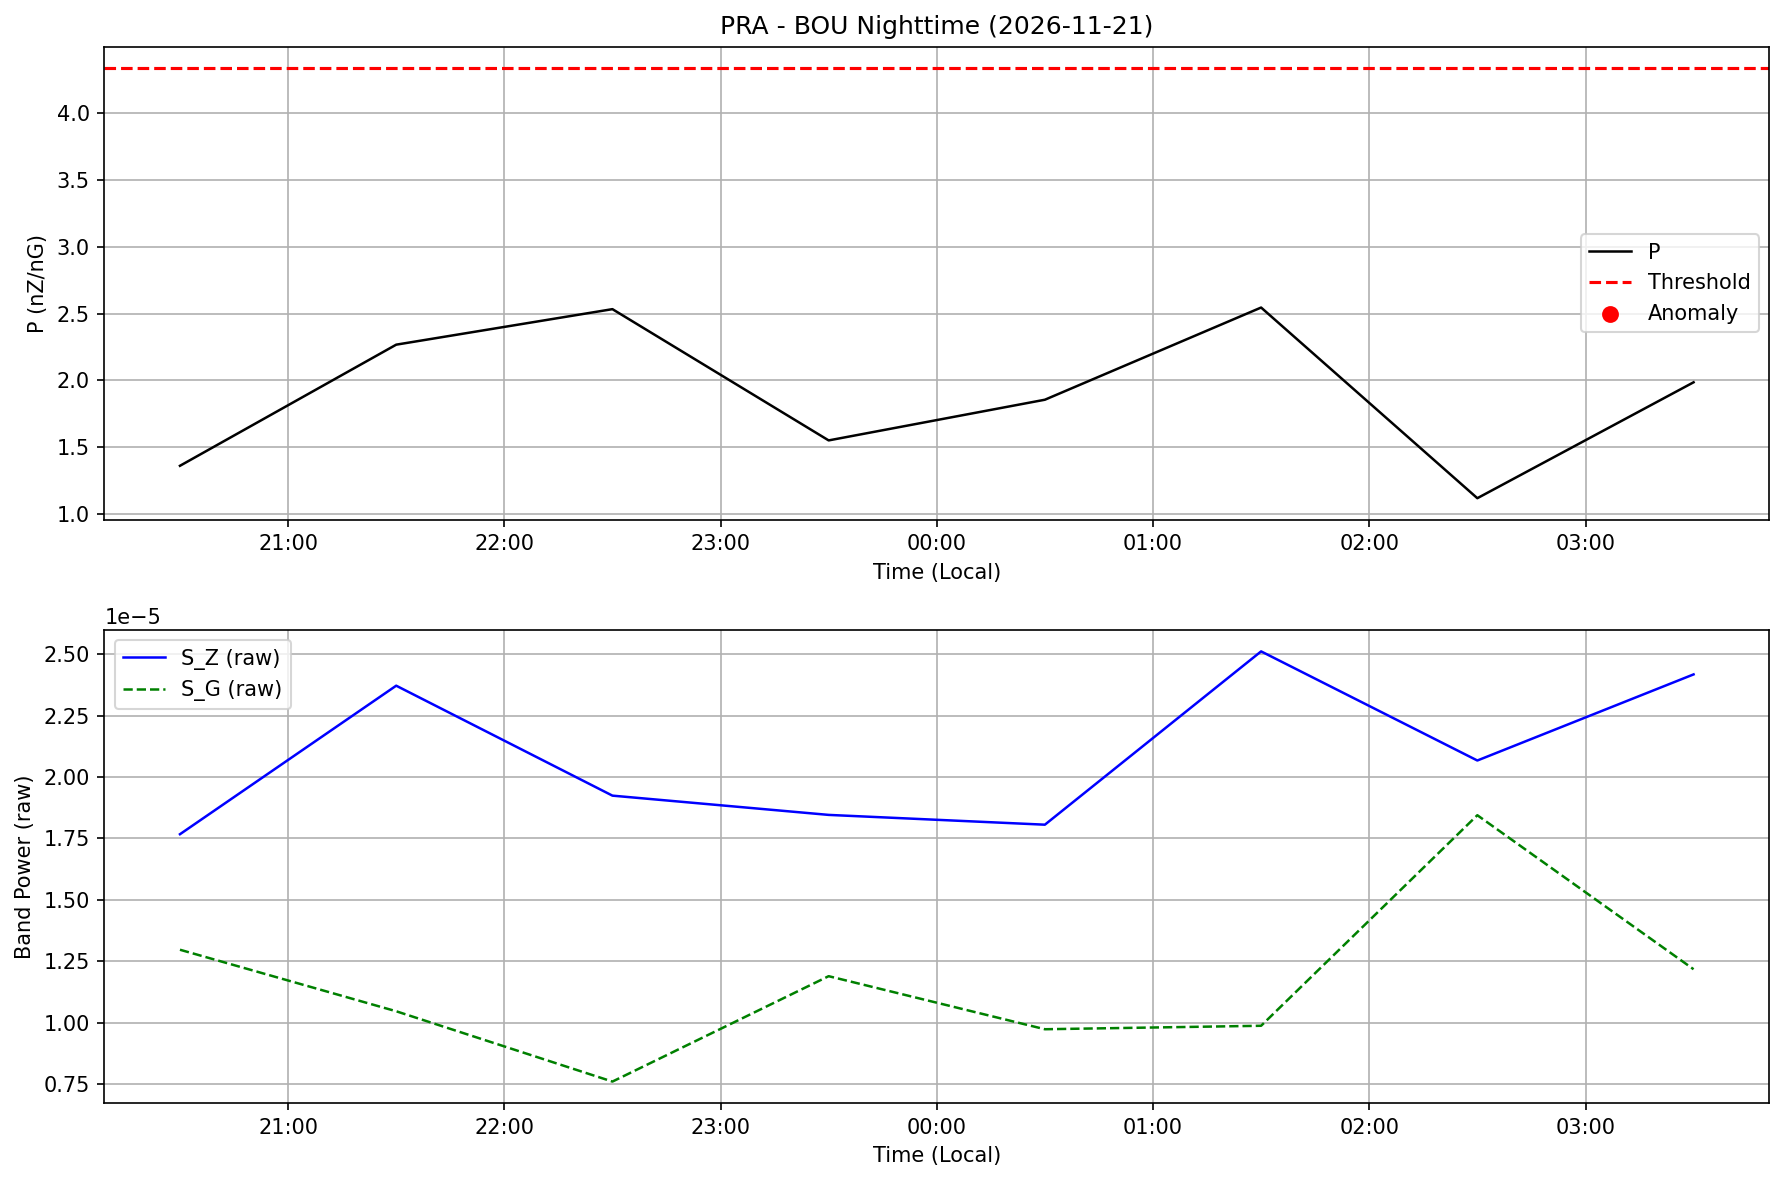 PRA - BOU Nighttime (2026-11-21)
P (nZ/nG)
4.0
3.5
3.0
2.5
2.0
1.5
1.0
P
Threshold
Anomaly
21:00 22:00 23:00 00:00 01:00 02:00 03:00
Time (Local)
1e−5
Band Power (raw)
2.50
2.25
2.00
1.75
1.50
1.25
1.00
0.75
S_Z (raw)
S_G (raw)
21:00 22:00 23:00 00:00 01:00 02:00 03:00
Time (Local)